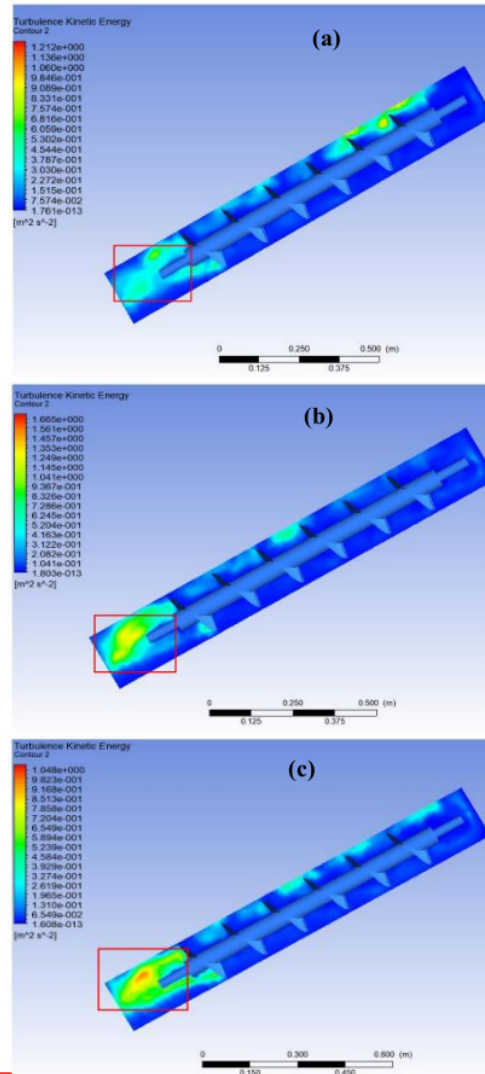 Turbulence Kinetic Energy
Contour 2
(a)
1.212e+000
1.136e+000
1.060e+000
9.846e-001
9.089e-001
8.331e-001
7.574e-001
6.816e-001
6.059e-001
5.302e-001
4.544e-001
3.787e-001
3.030e-001
2.272e-001
1.515e-001
7.574e-002
1.761e-013
[m^2 s^-2]
0 0.250 0.500 (m)
0.125 0.375
Turbulence Kinetic Energy
Contour 2
(b)
1.665e+000
1.561e+000
1.457e+000
1.353e+000
1.249e+000
1.145e+000
1.041e+000
9.367e-001
8.326e-001
7.286e-001
6.245e-001
5.204e-001
4.163e-001
3.122e-001
2.082e-001
1.041e-001
1.803e-013
[m^2 s^-2]
0 0.250 0.500 (m)
0.125 0.375
Turbulence Kinetic Energy
Contour 2
(c)
1.048e+000
9.823e-001
9.168e-001
8.513e-001
7.858e-001
7.204e-001
6.549e-001
5.894e-001
5.239e-001
4.584e-001
3.929e-001
3.274e-001
2.619e-001
1.965e-001
1.310e-001
6.549e-002
1.608e-013
[m^2 s^-2]
0 0.300 0.600 (m)
0.150 0.450